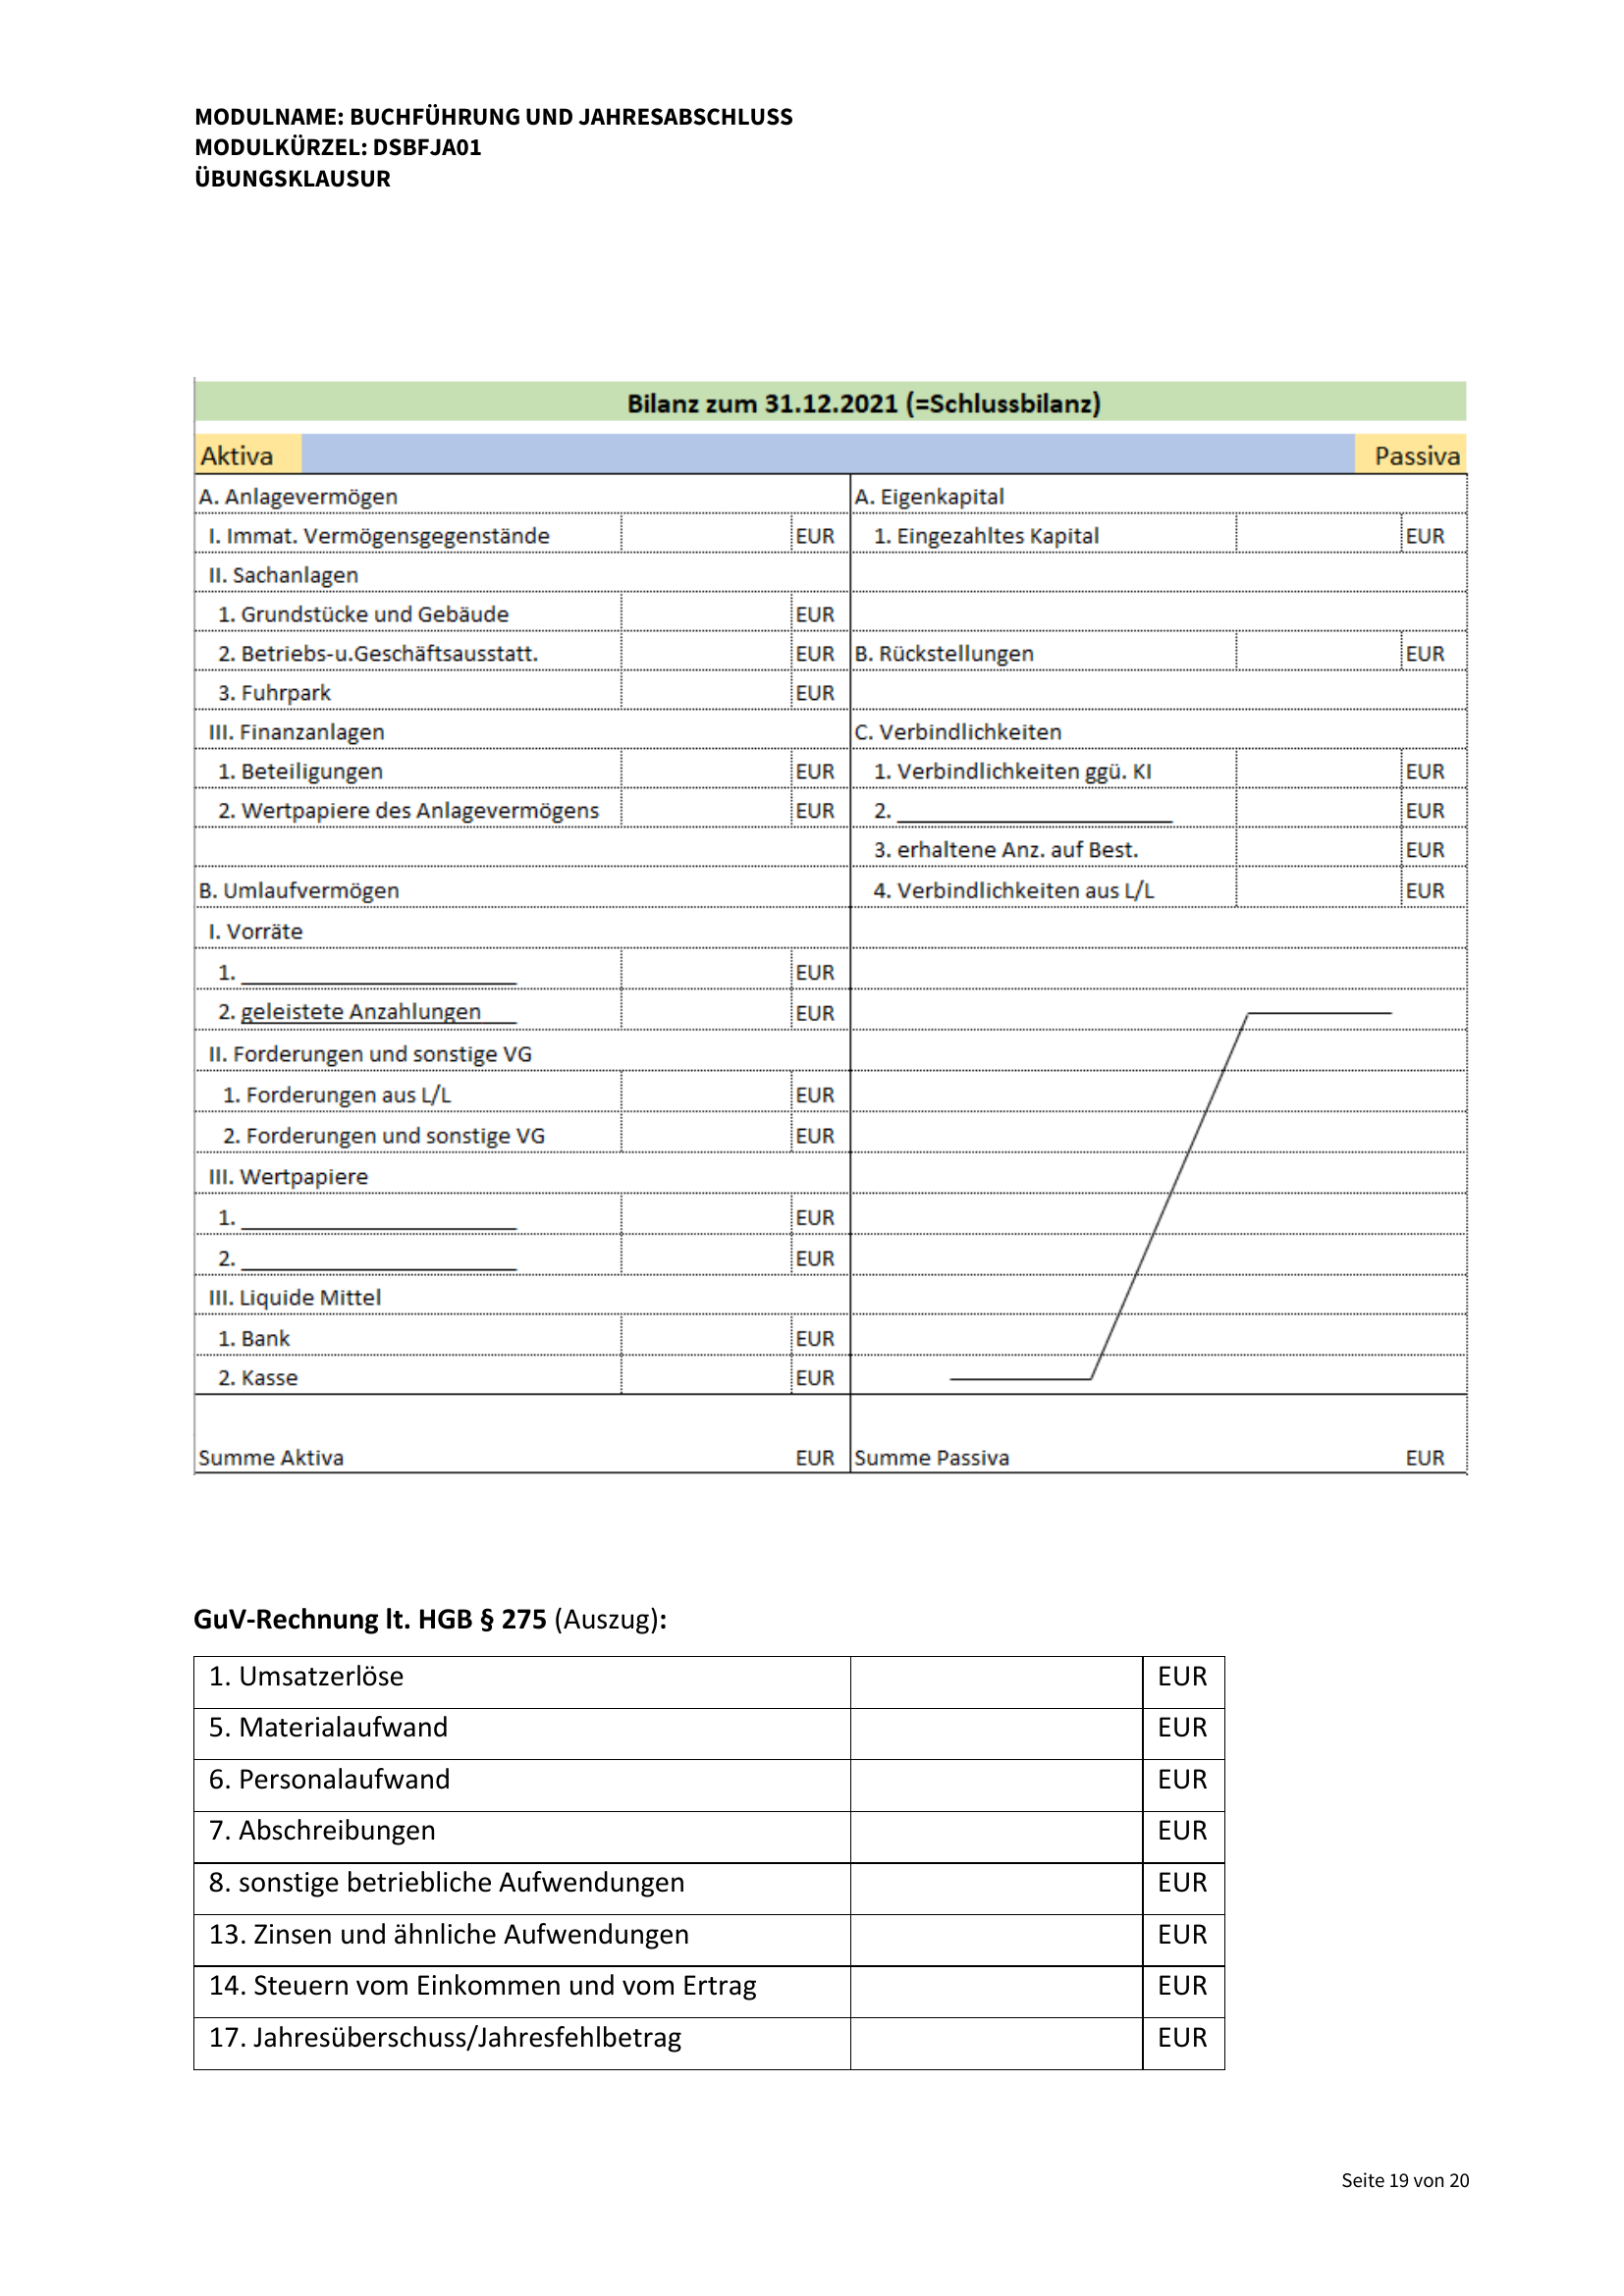 MODULNAME: BUCHFÜHRUNG UND JAHRESABSCHLUSS
MODULKÜRZEL: DSBFJA01
ÜBUNGSKLAUSUR
Bilanz zum 31.12.2021 (=Schlussbilanz)
Aktiva Passiva
A. Anlagevermögen A. Eigenkapital
I. Immat. Vermögensgegenstände EUR 1. Eingezahltes Kapital EUR
II. Sachanlagen
1. Grundstücke und Gebäude EUR
2. Betriebs-u.Geschäftsausstatt. EUR B. Rückstellungen EUR
3. Fuhrpark EUR
III. Finanzanlagen C. Verbindlichkeiten
1. Beteiligungen EUR 1. Verbindlichkeiten ggü. KI EUR
2. Wertpapiere des Anlagevermögens EUR 2. ______________________ EUR
3. erhaltene Anz. auf Best. EUR
B. Umlaufvermögen 4. Verbindlichkeiten aus L/L EUR
I. Vorräte
1. ______________________ EUR
2. geleistete Anzahlungen___ EUR
II. Forderungen und sonstige VG
1. Forderungen aus L/L EUR
2. Forderungen und sonstige VG EUR
III. Wertpapiere
1. ______________________ EUR
2. ______________________ EUR
III. Liquide Mittel
1. Bank EUR
2. Kasse EUR
Summe Aktiva EUR Summe Passiva EUR
GuV-Rechnung lt. HGB § 275 (Auszug):
1. Umsatzerlöse EUR
5. Materialaufwand EUR
6. Personalaufwand EUR
7. Abschreibungen EUR
8. sonstige betriebliche Aufwendungen EUR
13. Zinsen und ähnliche Aufwendungen EUR
14. Steuern vom Einkommen und vom Ertrag EUR
17. Jahresüberschuss/Jahresfehlbetrag EUR
Seite 19 von 20